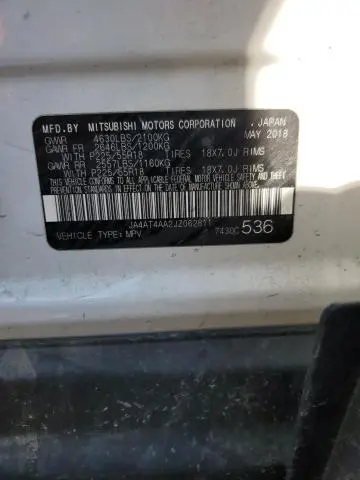 MFD.BY MITSUBISHI MOTORS CORPORATION . JAPAN
GVWR 4630LBS/2100KG MAY 2018
GAWR FR 2646LBS/1200KG
WITH P225/55R18 TIRES 18X7.0J RIMS
GAWR RR 2557LBS/1160KG
WITH P225/55R18 TIRES 18X7.0J RIMS
THIS VEHICLE CONFORMS TO ALL APPLICABLE
FEDERAL MOTOR VEHICLE SAFETY AND THEFT
PREVENTION STANDARDS IN EFFECT ON THE DATE
OF MANUFACTURE SHOWN ABOVE.
JA4AT4AA2JZ062811 7430C 536
VEHICLE TYPE: MPV